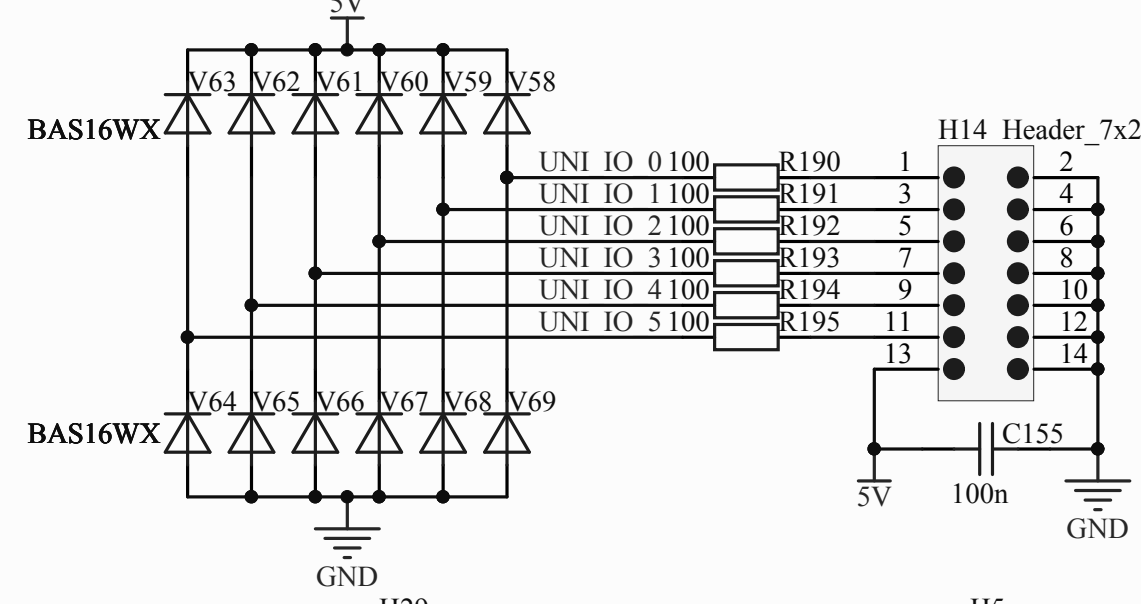 5V
V63 V62 V61 V60 V59 V58
BAS16WX
H14 Header_7x2
UNI IO 0 100 R190 1 2
UNI IO 1 100 R191 3 4
UNI IO 2 100 R192 5 6
UNI IO 3 100 R193 7 8
UNI IO 4 100 R194 9 10
UNI IO 5 100 R195 11 12
13 14
V64 V65 V66 V67 V68 V69
BAS16WX
C155
5V 100n
GND
GND
H20 H5